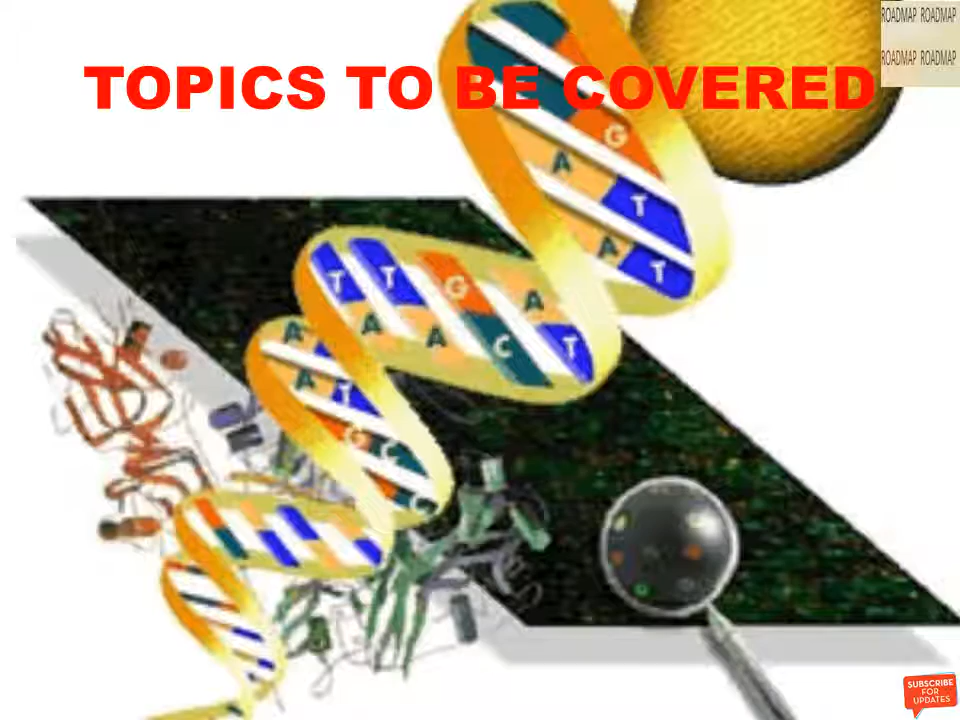 ROADMAP ROADMAP
ROADMAP ROADMAP
TOPICS TO BE COVERED
G
A
T
A
T
T T G A
A A A C T
A T
G C
C
SUBSCRIBE
FOR
UPDATES